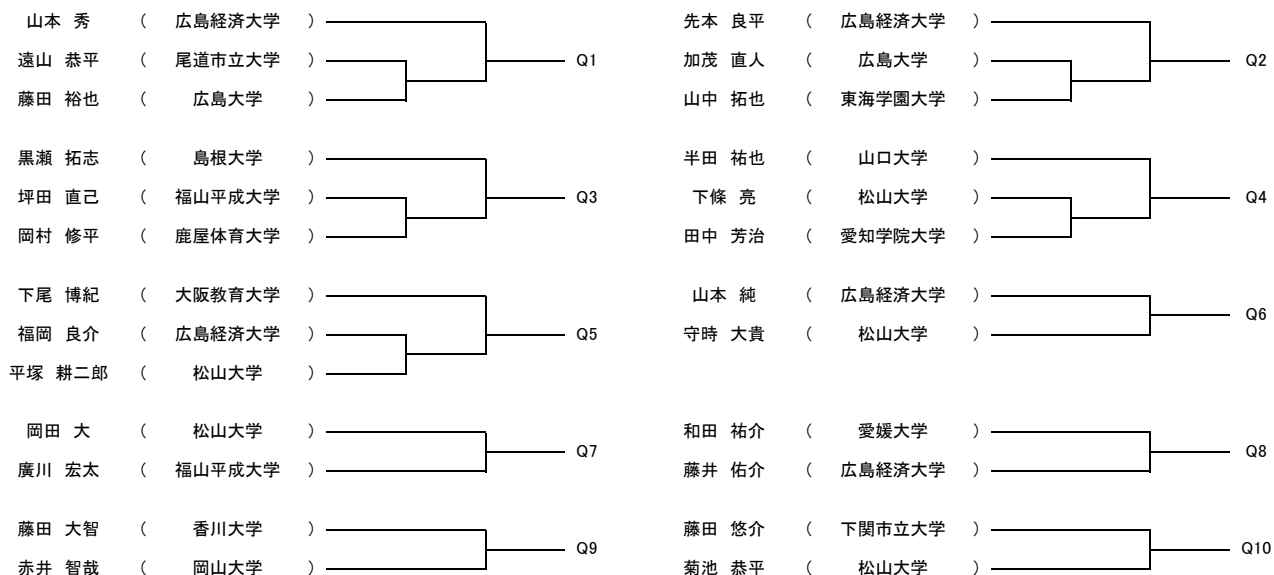 山本 秀 ( 広島経済大学 )
遠山 恭平 ( 尾道市立大学 ) Q1
藤田 裕也 ( 広島大学 )
黒瀬 拓志 ( 島根大学 )
坪田 直己 ( 福山平成大学 ) Q3
岡村 修平 ( 鹿屋体育大学 )
下尾 博紀 ( 大阪教育大学 )
福岡 良介 ( 広島経済大学 ) Q5
平塚 耕二郎 ( 松山大学 )
岡田 大 ( 松山大学 )
Q7
廣川 宏太 ( 福山平成大学 )
藤田 大智 ( 香川大学 )
Q9
赤井 智哉 ( 岡山大学 )
先本 良平 ( 広島経済大学 )
加茂 直人 ( 広島大学 ) Q2
山中 拓也 ( 東海学園大学 )
半田 祐也 ( 山口大学 )
下條 亮 ( 松山大学 ) Q4
田中 芳治 ( 愛知学院大学 )
山本 純 ( 広島経済大学 )
Q6
守時 大貴 ( 松山大学 )
和田 祐介 ( 愛媛大学 )
Q8
藤井 佑介 ( 広島経済大学 )
藤田 悠介 ( 下関市立大学 )
Q10
菊池 恭平 ( 松山大学 )